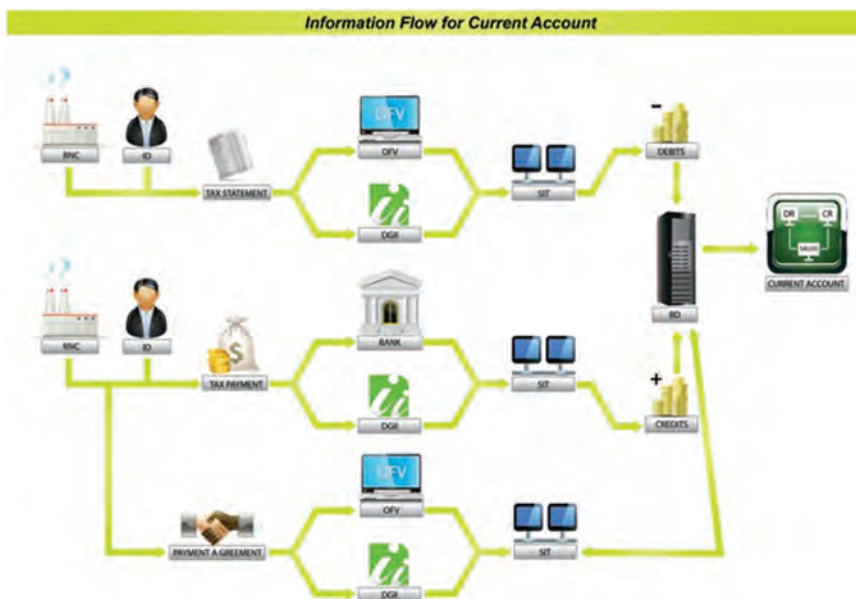 Information Flow for Current Account
OFV
RNC
ID
OFV
-
DEBITS
TAX STATEMENT
SIT
DGII
DR
CR
SALDO
CURRENT ACCOUNT
BD
RNC
ID
$
BANK
TAX PAYMENT
SIT
+
CREDITS
DGII
OFV
OFV
PAYMENT A GREEMENT
SIT
DGII